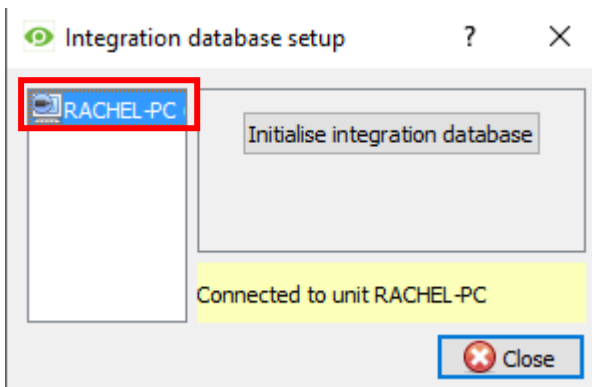 Integration database setup ?
RACHEL-PC (
Initialise integration database
Connected to unit RACHEL-PC
Close